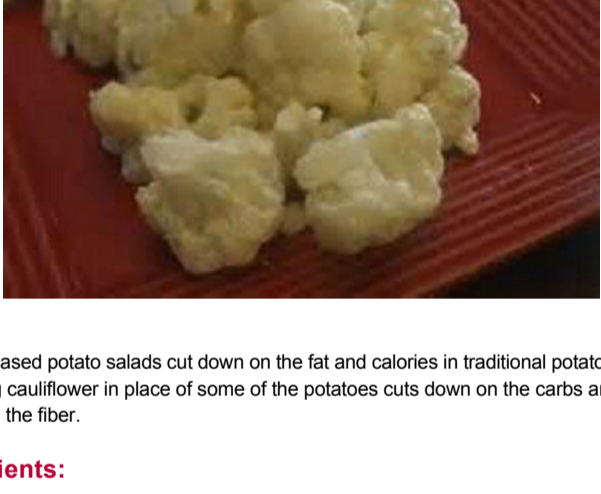 ased potato salads cut down on the fat and calories in traditional potato
cauliflower in place of some of the potatoes cuts down on the carbs a
the fiber.
ients: